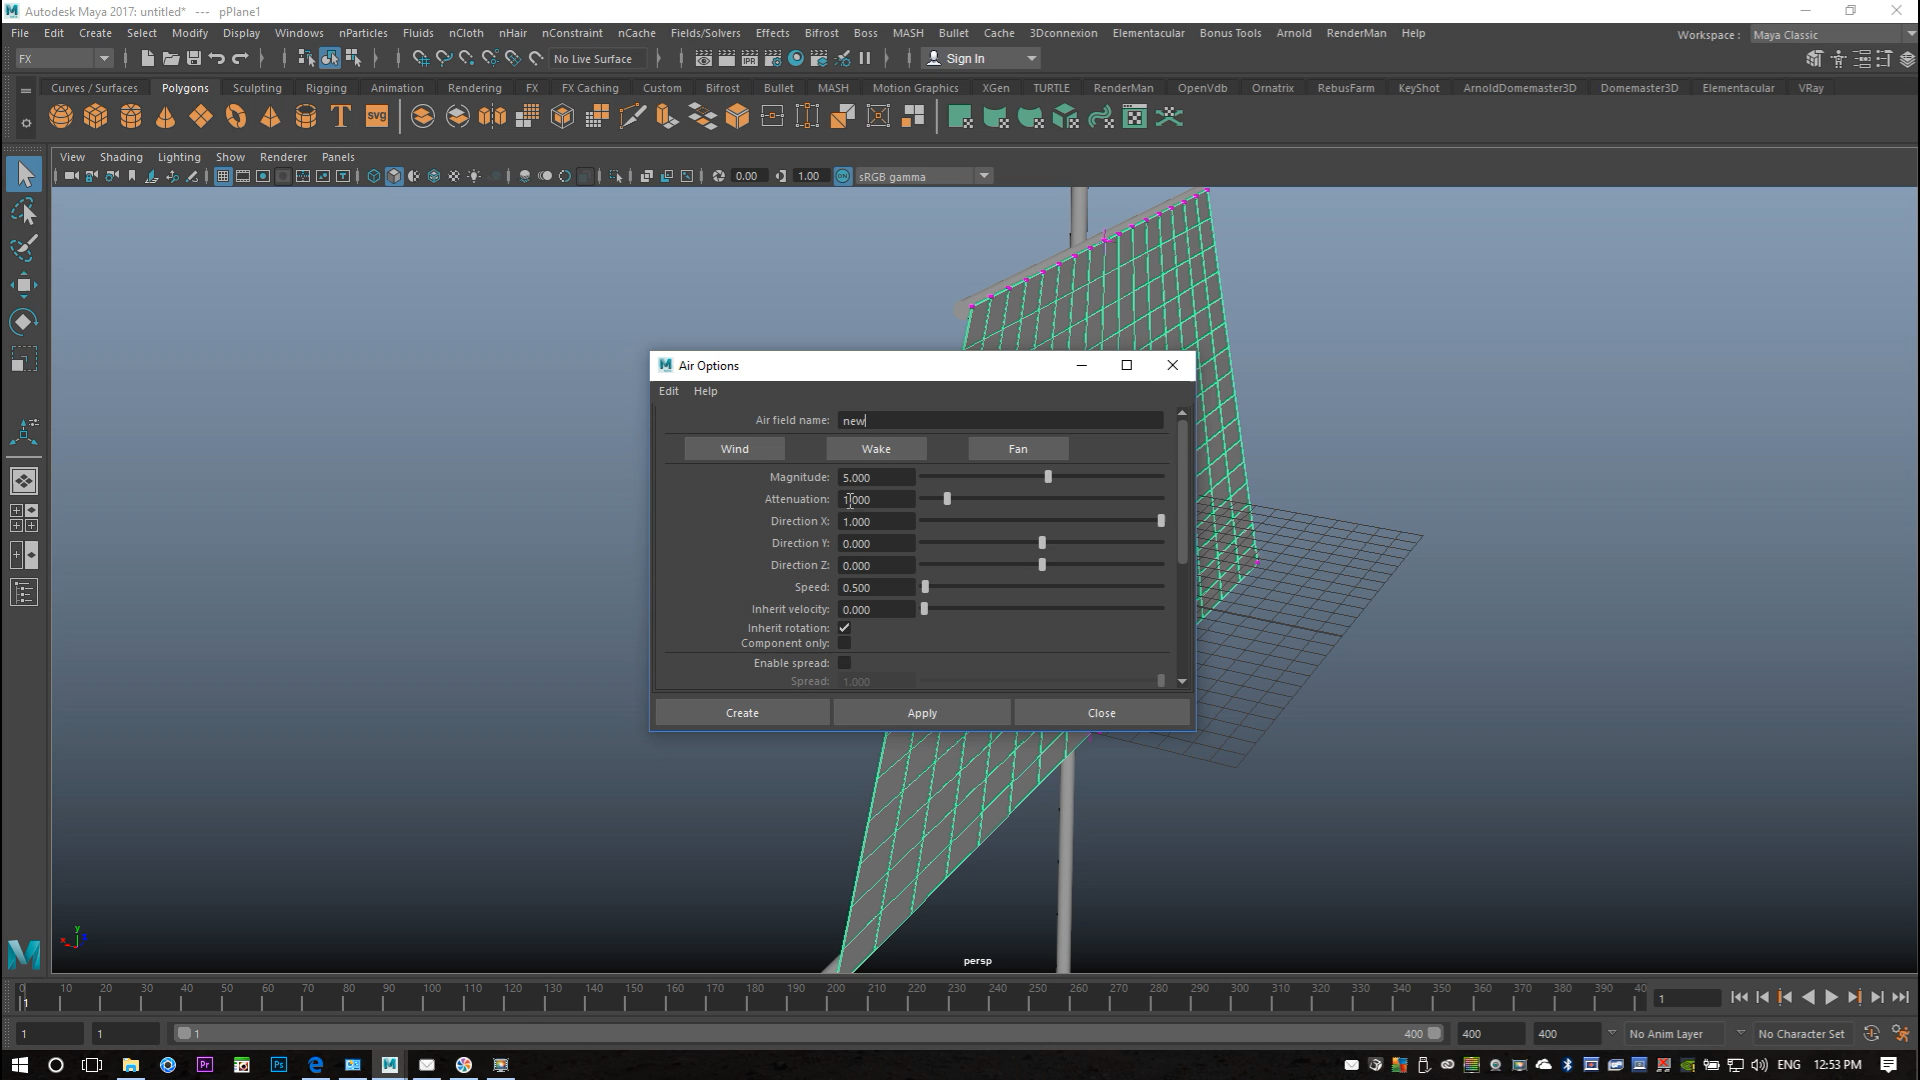 Autodesk Maya 2017: untitled* --- pPlane1
File Edit Create Select Modify Display Windows nParticles Fluids nCloth nHair nConstraint nCache Fields/Solvers Effects Bifrost Boss MASH Bullet Cache 3Dconnexion Elementacular Bonus Tools Arnold RenderMan Help Workspace : Maya Classic
FX No Live Surface IPR Sign In
Curves / Surfaces Polygons Sculpting Rigging Animation Rendering FX FX Caching Custom Bifrost Bullet MASH Motion Graphics XGen TURTLE RenderMan OpenVdb Ornatrix RebusFarm KeyShot ArnoldDomemaster3D Domemaster3D Elementacular VRay
T svg
View Shading Lighting Show Renderer Panels
0.00 1.00 ON sRGB gamma
Air Options
Edit Help
Air field name: new
Wind Wake Fan
Magnitude: 5.000
Attenuation: 1.000
Direction X: 1.000
Direction Y: 0.000
Direction Z: 0.000
Speed: 0.500
Inherit velocity: 0.000
Inherit rotation:
Component only:
Enable spread:
Spread: 1.000
Create Apply Close
y
x
persp
0 10 20 30 40 50 60 70 80 90 100 110 120 130 140 150 160 170 180 190 200 210 220 230 240 250 260 270 280 290 300 310 320 330 340 350 360 370 380 390 40
1 1
1 1 1 400 400 400 No Anim Layer No Character Set
Pr Ps M ENG 12:53 PM